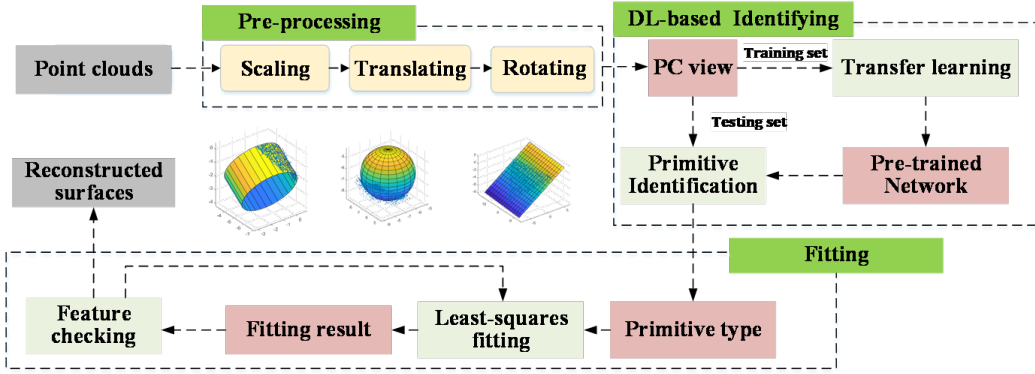 Pre-processing
DL-based Identifying
Point clouds
Scaling
Translating
Rotating
PC view
Training set
Transfer learning
Testing set
Reconstructed
surfaces
Primitive
Identification
Pre-trained
Network
Fitting
Feature
checking
Fitting result
Least-squares
fitting
Primitive type